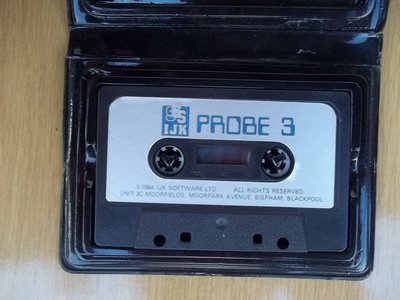 IJK PROBE 3
© 1984 IJK SOFTWARE LTD. ALL RIGHTS RESERVED.
UNIT 3C MOORFIELDS, MOORPARK AVENUE, BISPHAM, BLACKPOOL